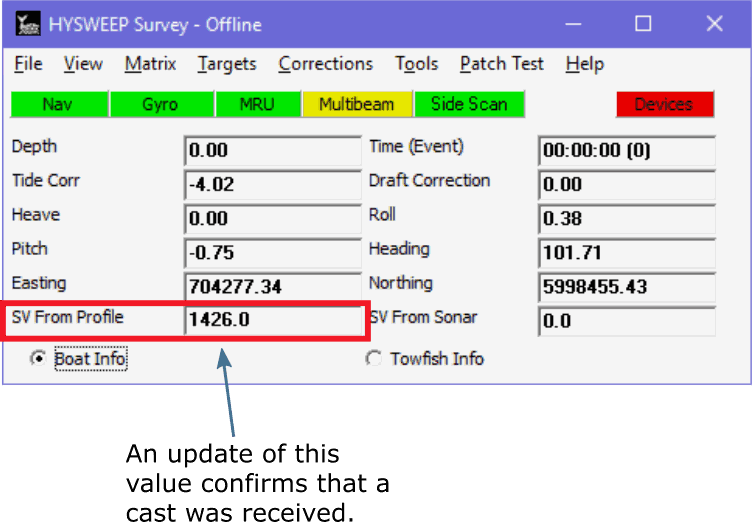 HYSWEEP Survey - Offline
File View Matrix Targets Corrections Tools Patch Test Help
Nav Gyro MRU Multibeam Side Scan Devices
Depth 0.00 Time (Event) 00:00:00 (0)
Tide Corr -4.02 Draft Correction 0.00
Heave 0.00 Roll 0.38
Pitch -0.75 Heading 101.71
Easting 704277.34 Northing 5998455.43
SV From Profile 1426.0 SV From Sonar 0.0
Boat Info Towfish Info
An update of this
value confirms that a
cast was received.